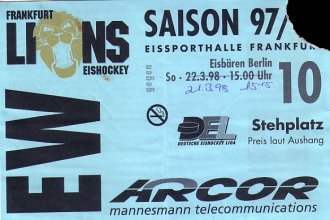 FRANKFURT
LIONS
EISHOCKEY
SAISON 97/
EISSPORTHALLE FRANKFUR
gegen
Eisbären Berlin
So - 22.3.98 - 15.00 Uhr
21.3.98 15.15
10
EW
DEL
DEUTSCHE EISHOCKEY LIGA
Stehplatz
Preis laut Aushang
ARCOR
mannesmann telecommunications